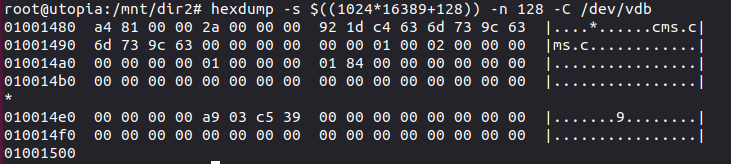 root@utopia:/mnt/dir2# hexdump -s $((1024*16389+128)) -n 128 -C /dev/vdb
01001480  a4 81 00 00 2a 00 00 00  92 1d c4 63 6d 73 9c 63  |....*......cms.c|
01001490  6d 73 9c 63 00 00 00 00  00 00 01 00 02 00 00 00  |ms.c............|
010014a0  00 00 00 00 01 00 00 00  01 84 00 00 00 00 00 00  |................|
010014b0  00 00 00 00 00 00 00 00  00 00 00 00 00 00 00 00  |................|
*
010014e0  00 00 00 00 a9 03 c5 39  00 00 00 00 00 00 00 00  |.......9........|
010014f0  00 00 00 00 00 00 00 00  00 00 00 00 00 00 00 00  |................|
01001500